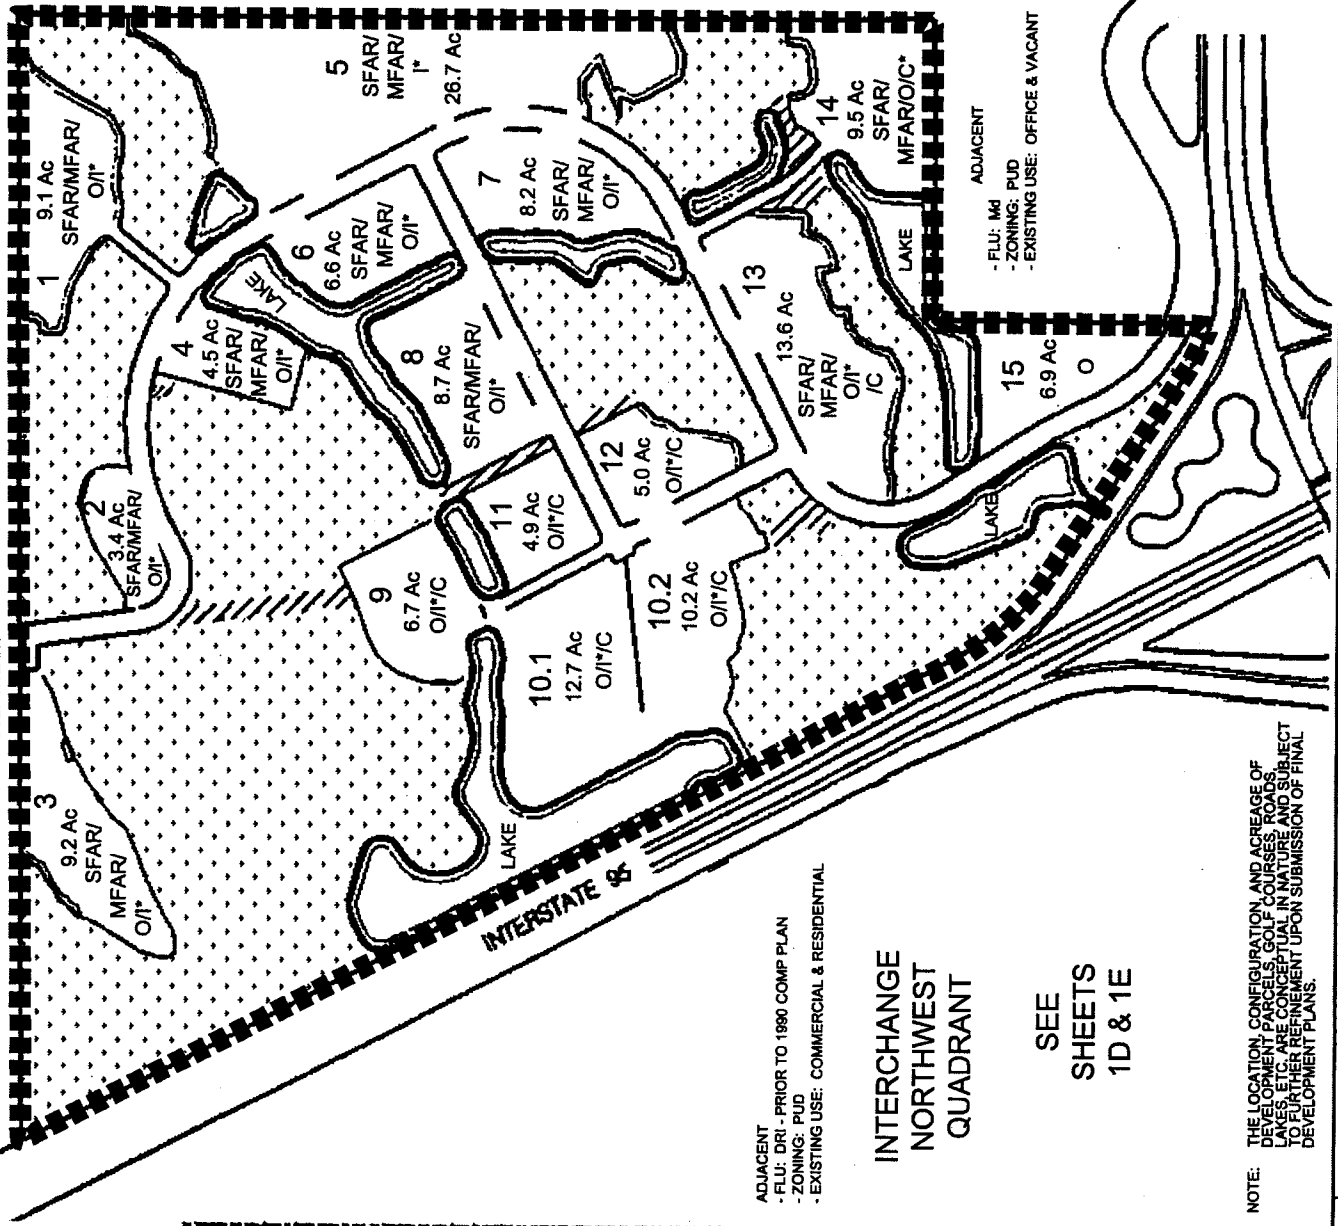 1
9.1 Ac
SFAR/MFAR/
O/I*
2
3.4 Ac
SFAR/MFAR/
O/I*
3
9.2 Ac
SFAR/
MFAR/
O/I*
4
4.5 Ac
SFAR/
MFAR/
O/I*
5
SFAR/
MFAR/
I*
26.7 Ac
6
6.6 Ac
SFAR/
MFAR/
O/I*
LAKE
7
8.2 Ac
SFAR/
MFAR/
O/I*
8
8.7 Ac
SFAR/MFAR/
O/I*
9
6.7 Ac
O/I*/C
10.1
12.7 Ac
O/I*/C
10.2
10.2 Ac
O/I*/C
11
4.9 Ac
O/I*/C
12
5.0 Ac
O/I*/C
13
13.6 Ac
SFAR/
MFAR/
O/I*
/C
14
9.5 Ac
SFAR/
MFAR/O/C*
LAKE
15
6.9 Ac
O
LAKE
LAKE
INTERSTATE 95
ADJACENT
- FLU: Md
- ZONING: PUD
- EXISTING USE: OFFICE & VACANT
ADJACENT
- FLU: DRI - PRIOR TO 1990 COMP PLAN
- ZONING: PUD
- EXISTING USE: COMMERCIAL & RESIDENTIAL
INTERCHANGE
NORTHWEST
QUADRANT
SEE
SHEETS
1D & 1E
NOTE: THE LOCATION, CONFIGURATION, AND ACREAGE OF
DEVELOPMENT PARCELS, GOLF COURSES, ROADS,
LAKES, ETC. ARE CONCEPTUAL IN NATURE AND SUBJECT
TO FURTHER REFINEMENT UPON SUBMISSION OF FINAL
DEVELOPMENT PLANS.